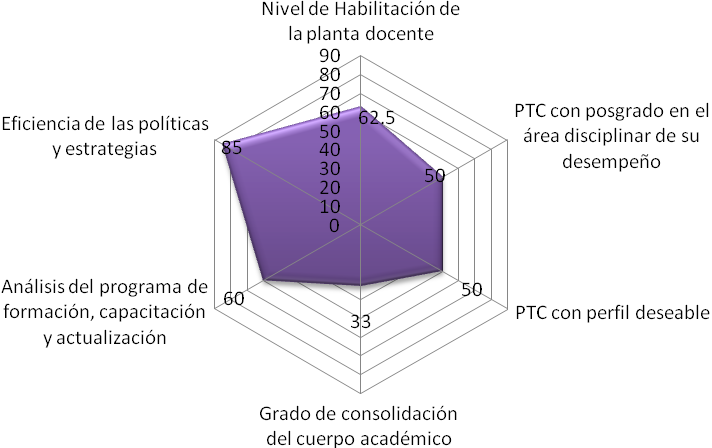 Nivel de Habilitación de
la planta docente
90
80
70
60
50
40
30
20
10
0
62.5
PTC con posgrado en el
área disciplinar de su
desempeño
50
PTC con perfil deseable
50
Grado de consolidación
del cuerpo académico
33
Análisis del programa de
formación, capacitación
y actualización
60
Eficiencia de las políticas
y estrategias
85